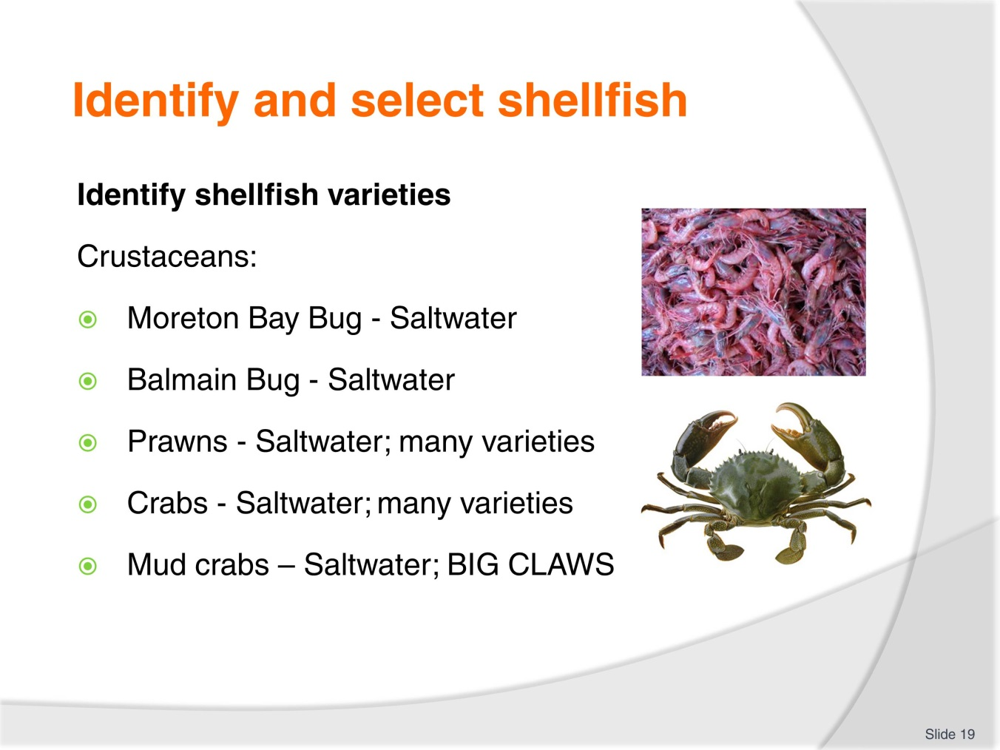 Identify and select shellfish
Identify shellfish varieties
Crustaceans:
Moreton Bay Bug - Saltwater
Balmain Bug - Saltwater
Prawns - Saltwater; many varieties
Crabs - Saltwater; many varieties
Mud crabs – Saltwater; BIG CLAWS
Slide 19